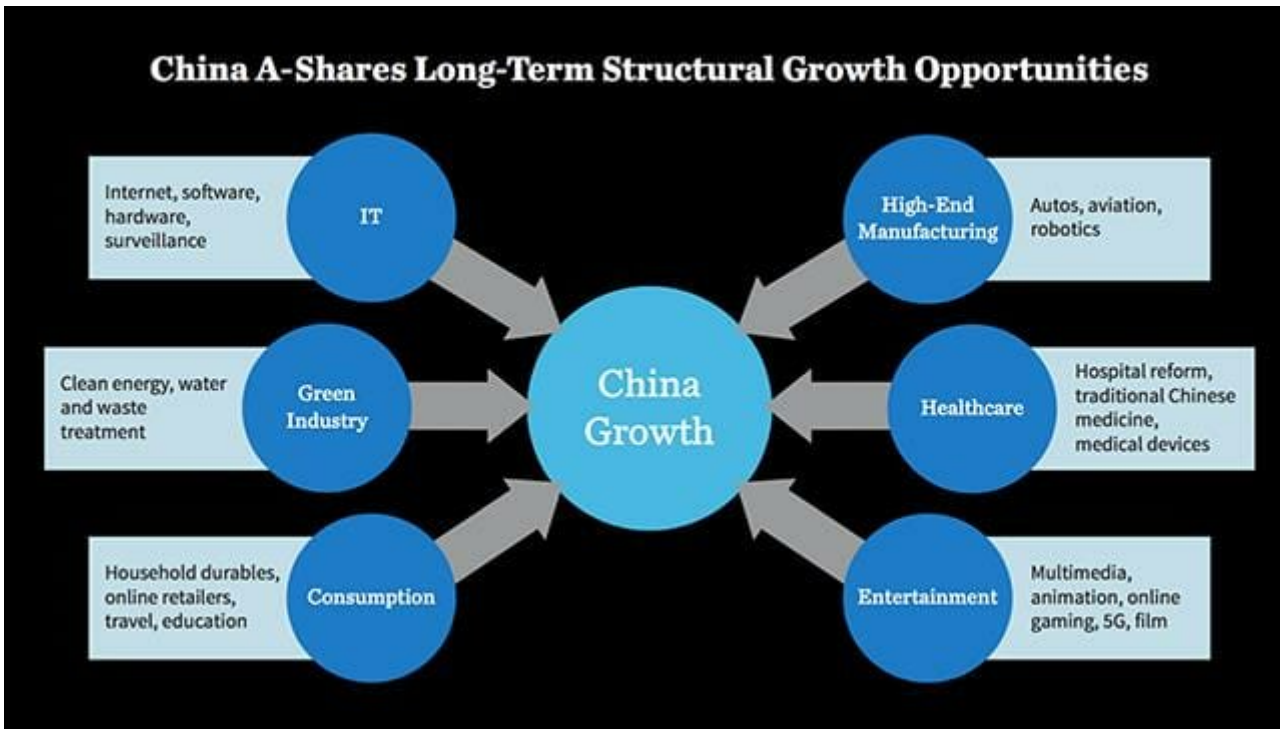 China A-Shares Long-Term Structural Growth Opportunities
Internet, software,
hardware,
surveillance
IT
High-End
Manufacturing
Autos, aviation,
robotics
Clean energy, water
and waste
treatment
Green
Industry
China
Growth
Healthcare
Hospital reform,
traditional Chinese
medicine,
medical devices
Household durables,
online retailers,
travel, education
Consumption
Entertainment
Multimedia,
animation, online
gaming, 5G, film